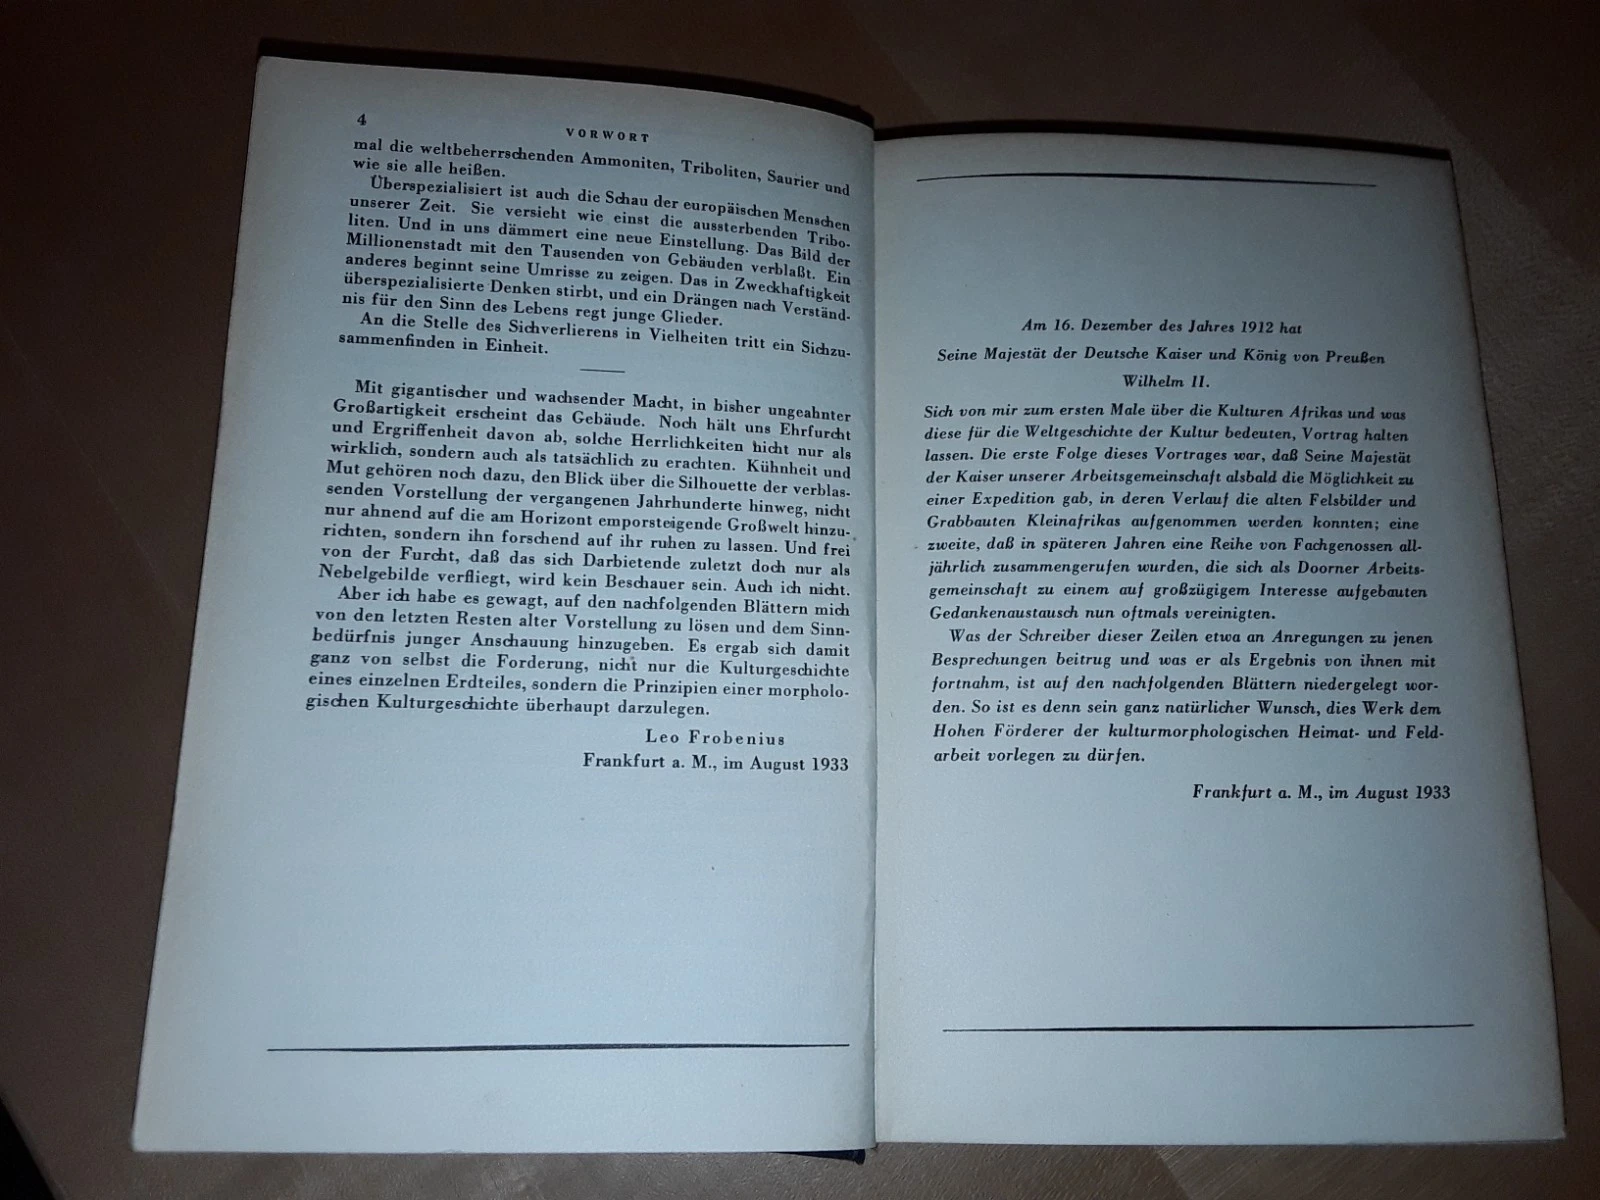 4
VORWORT
mal die weltbeherrschenden Ammoniten, Triboliten, Saurier und
wie sie alle heißen.
Überspezialisiert ist auch die Schau der europäischen Menschen
unserer Zeit. Sie versieht wie einst die aussterbenden Tribo-
liten. Und in uns dämmert eine neue Einstellung. Das Bild der
Millionenstadt mit den Tausenden von Gebäuden verblaßt. Ein
anderes beginnt seine Umrisse zu zeigen. Das in Zweckhaftigkeit
überspezialisierte Denken stirbt, und ein Drängen nach Verständ-
nis für den Sinn des Lebens regt junge Glieder.
An die Stelle des Sichverlierens in Vielheiten tritt ein Sichzu-
sammenfinden in Einheit.
Mit gigantischer und wachsender Macht, in bisher ungeahnter
Großartigkeit erscheint das Gebäude. Noch hält uns Ehrfurcht
und Ergriffenheit davon ab, solche Herrlichkeiten nicht nur als
wirklich, sondern auch als tatsächlich zu erachten. Kühnheit und
Mut gehören noch dazu, den Blick über die Silhouette der verblas-
senden Vorstellung der vergangenen Jahrhunderte hinweg, nicht
nur ahnend auf die am Horizont emporsteigende Großwelt hinzu-
richten, sondern ihn forschend auf ihr ruhen zu lassen. Und frei
von der Furcht, daß das sich Darbietende zuletzt doch nur als
Nebelgebilde verfliegt, wird kein Beschauer sein. Auch ich nicht.
Aber ich habe es gewagt, auf den nachfolgenden Blättern mich
von den letzten Resten alter Vorstellung zu lösen und dem Sinn-
bedürfnis junger Anschauung hinzugeben. Es ergab sich damit
ganz von selbst die Forderung, nicht nur die Kulturgeschichte
eines einzelnen Erdteiles, sondern die Prinzipien einer morpholo-
gischen Kulturgeschichte überhaupt darzulegen.
Leo Frobenius
Frankfurt a. M., im August 1933
Am 16. Dezember des Jahres 1912 hat
Seine Majestät der Deutsche Kaiser und König von Preußen
Wilhelm II.
Sich von mir zum ersten Male über die Kulturen Afrikas und was
diese für die Weltgeschichte der Kultur bedeuten, Vortrag halten
lassen. Die erste Folge dieses Vortrages war, daß Seine Majestät
der Kaiser unserer Arbeitsgemeinschaft alsbald die Möglichkeit zu
einer Expedition gab, in deren Verlauf die alten Felsbilder und
Grabbauten Kleinafrikas aufgenommen werden konnten; eine
zweite, daß in späteren Jahren eine Reihe von Fachgenossen all-
jährlich zusammengerufen wurden, die sich als Doorner Arbeits-
gemeinschaft zu einem auf großzügigem Interesse aufgebauten
Gedankenaustausch nun oftmals vereinigten.
Was der Schreiber dieser Zeilen etwa an Anregungen zu jenen
Besprechungen beitrug und was er als Ergebnis von ihnen mit
fortnahm, ist auf den nachfolgenden Blättern niedergelegt wor-
den. So ist es denn sein ganz natürlicher Wunsch, dies Werk dem
Hohen Förderer der kulturmorphologischen Heimat- und Feld-
arbeit vorlegen zu dürfen.
Frankfurt a. M., im August 1933